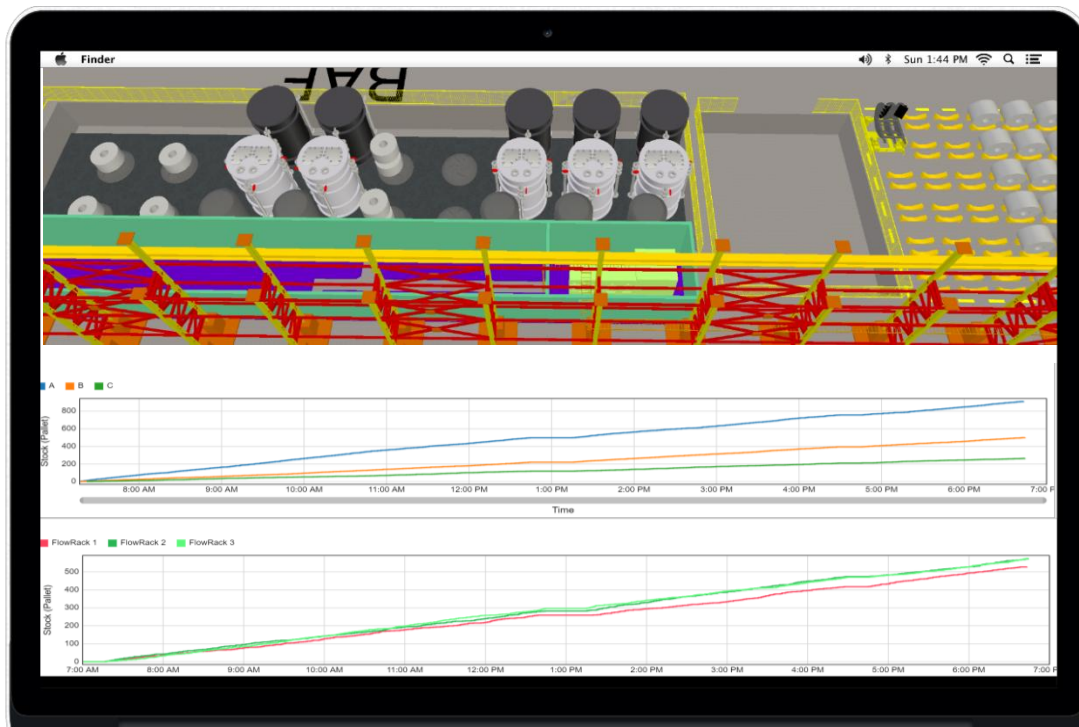 Finder
Sun 1:44 PM
BAF
A B C
Stock (Pallet)
800
600
400
200
0
8:00 AM 9:00 AM 10:00 AM 11:00 AM 12:00 PM 1:00 PM 2:00 PM 3:00 PM 4:00 PM 5:00 PM 6:00 PM 7:00 P
Time
FlowRack 1 FlowRack 2 FlowRack 3
Stock (Pallet)
500
400
300
200
100
0
7:00 AM 8:00 AM 9:00 AM 10:00 AM 11:00 AM 12:00 PM 1:00 PM 2:00 PM 3:00 PM 4:00 PM 5:00 PM 6:00 PM 7:00 P